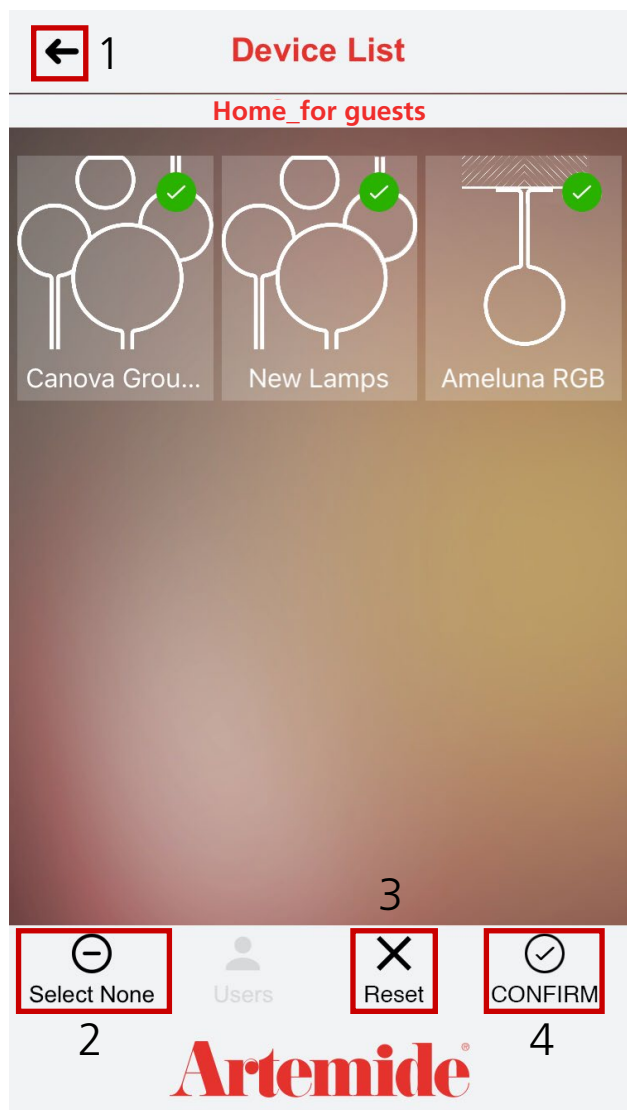 1 Device List
Home_for guests
Canova Grou... New Lamps Ameluna RGB
3
Select None Users Reset CONFIRM
2 4
Artemide®